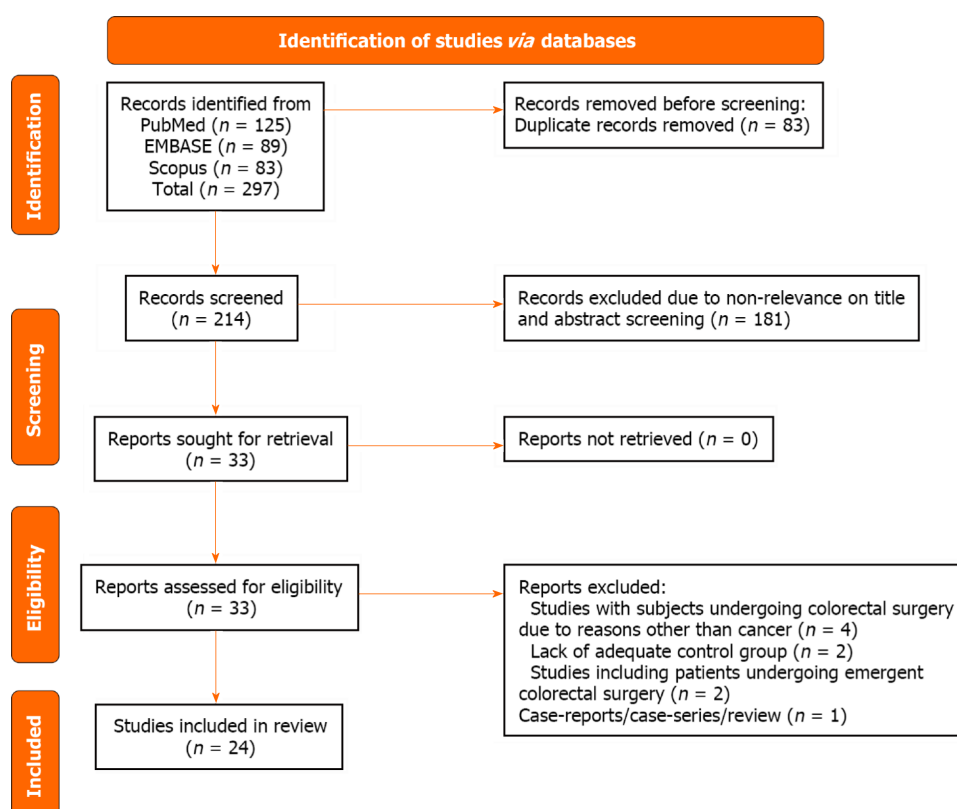 Identification of studies via databases
Identification
Records identified from
PubMed (n = 125)
EMBASE (n = 89)
Scopus (n = 83)
Total (n = 297)
Records removed before screening:
Duplicate records removed (n = 83)
Screening
Records screened
(n = 214)
Records excluded due to non-relevance on title
and abstract screening (n = 181)
Reports sought for retrieval
(n = 33)
Reports not retrieved (n = 0)
Eligibility
Reports assessed for eligibility
(n = 33)
Reports excluded:
Studies with subjects undergoing colorectal surgery
due to reasons other than cancer (n = 4)
Lack of adequate control group (n = 2)
Studies including patients undergoing emergent
colorectal surgery (n = 2)
Case-reports/case-series/review (n = 1)
Included
Studies included in review
(n = 24)